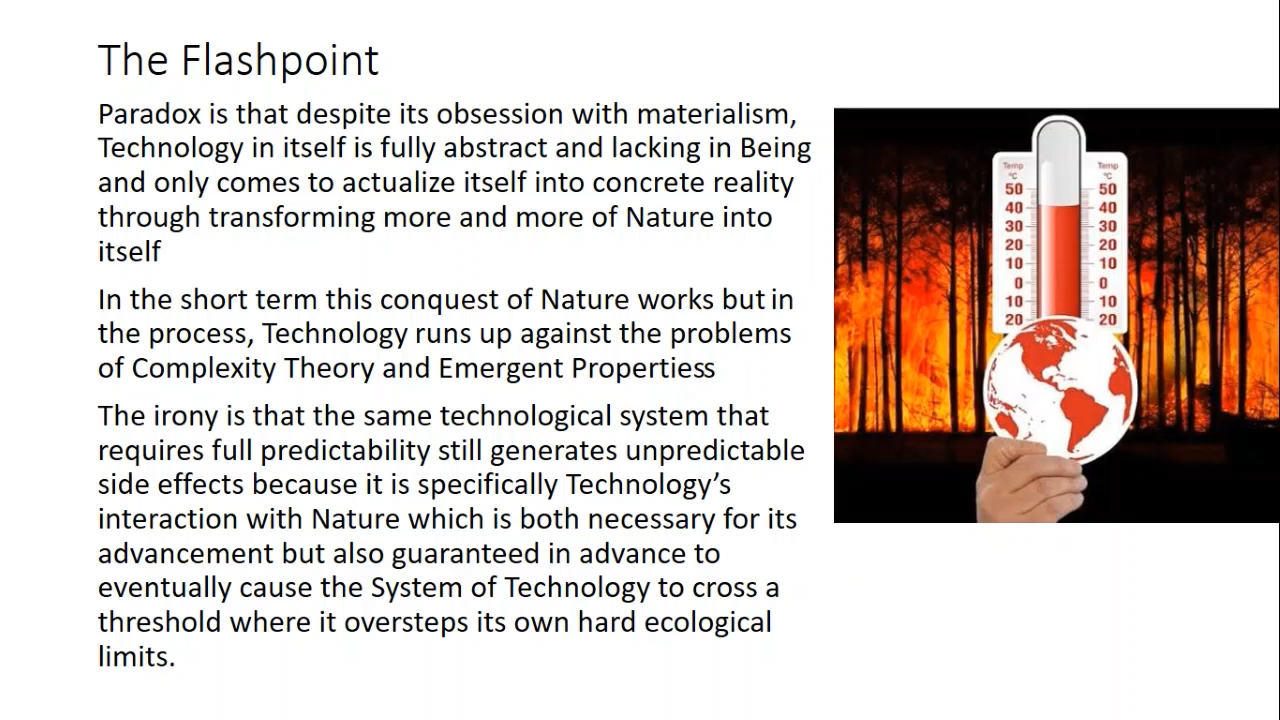 The Flashpoint
Paradox is that despite its obsession with materialism,
Technology in itself is fully abstract and lacking in Being
and only comes to actualize itself into concrete reality
through transforming more and more of Nature into
itself
In the short term this conquest of Nature works but in
the process, Technology runs up against the problems
of Complexity Theory and Emergent Propertiess
The irony is that the same technological system that
requires full predictability still generates unpredictable
side effects because it is specifically Technology’s
interaction with Nature which is both necessary for its
advancement but also guaranteed in advance to
eventually cause the System of Technology to cross a
threshold where it oversteps its own hard ecological
limits.
Temp Temp
°C °C
50 50
40 40
30 30
20 20
10 10
0 0
10 10
20 20